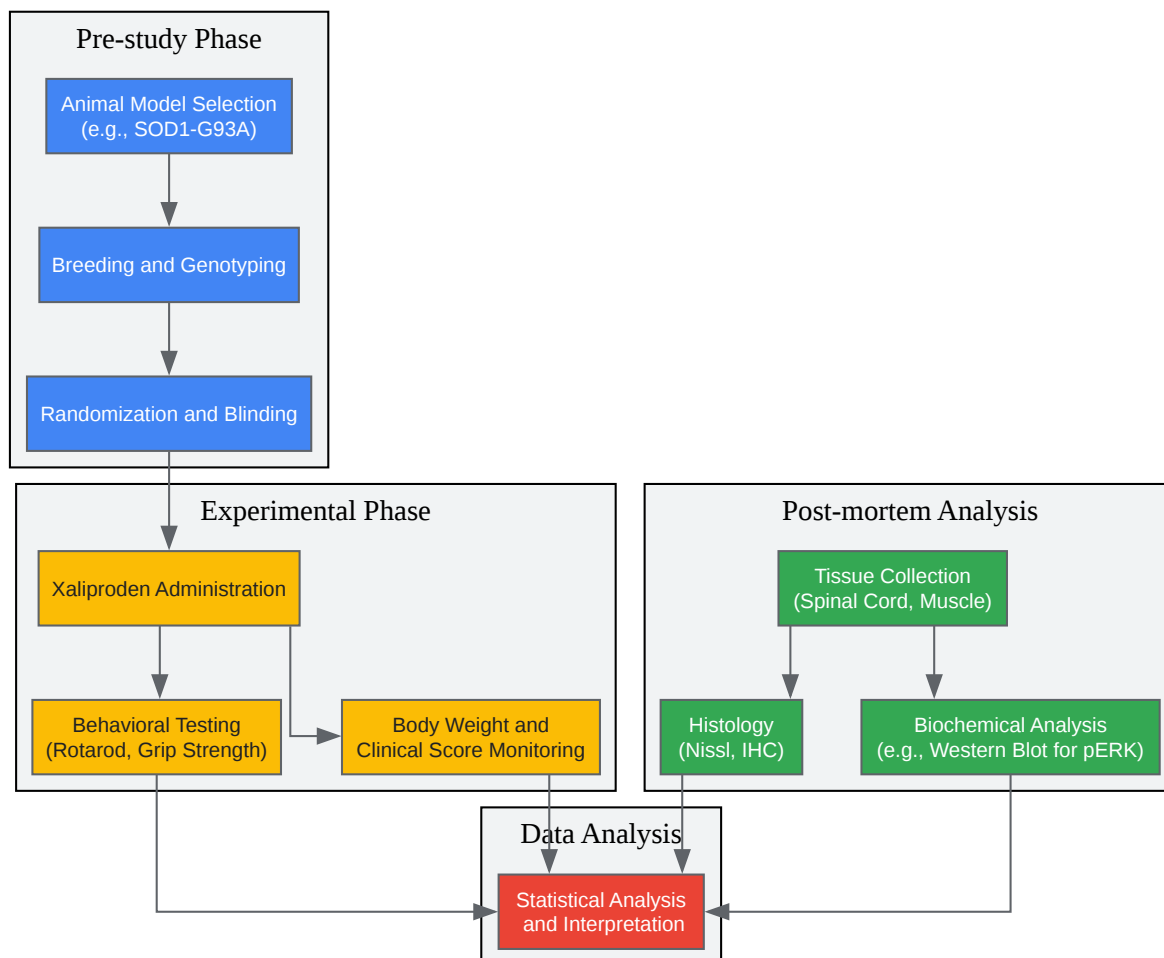 Pre-study Phase
Animal Model Selection
(e.g., SOD1-G93A)
Breeding and Genotyping
Randomization and Blinding
Experimental Phase
Xaliproden Administration
Behavioral Testing
(Rotarod, Grip Strength)
Body Weight and
Clinical Score Monitoring
Post-mortem Analysis
Tissue Collection
(Spinal Cord, Muscle)
Histology
(Nissl, IHC)
Biochemical Analysis
(e.g., Western Blot for pERK)
Data Analysis
Statistical Analysis
and Interpretation